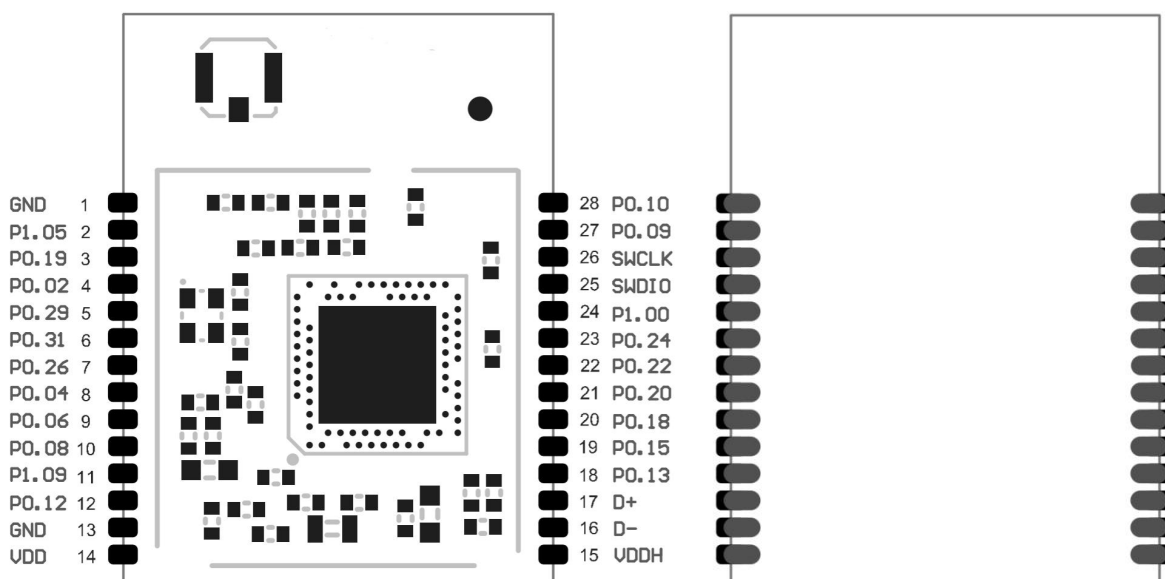 GND 1 28 P0.10
P1.05 2 27 P0.09
P0.19 3 26 SWCLK
P0.02 4 25 SWDIO
P0.29 5 24 P1.00
P0.31 6 23 P0.24
P0.26 7 22 P0.22
P0.04 8 21 P0.20
P0.06 9 20 P0.18
P0.08 10 19 P0.15
P1.09 11 18 P0.13
P0.12 12 17 D+
GND 13 16 D-
VDD 14 15 VDDH